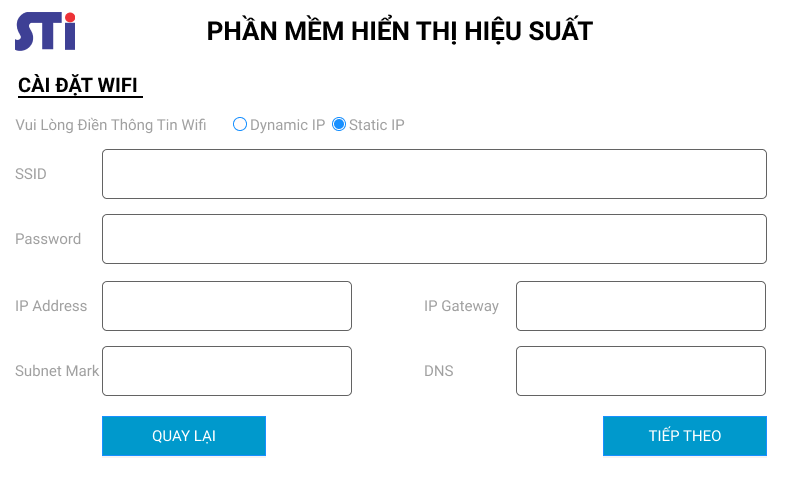 STi
PHẦN MỀM HIỂN THỊ HIỆU SUẤT
CÀI ĐẶT WIFI
Vui Lòng Điền Thông Tin Wifi Dynamic IP Static IP
SSID
Password
IP Address IP Gateway
Subnet Mark DNS
QUAY LẠI TIẾP THEO